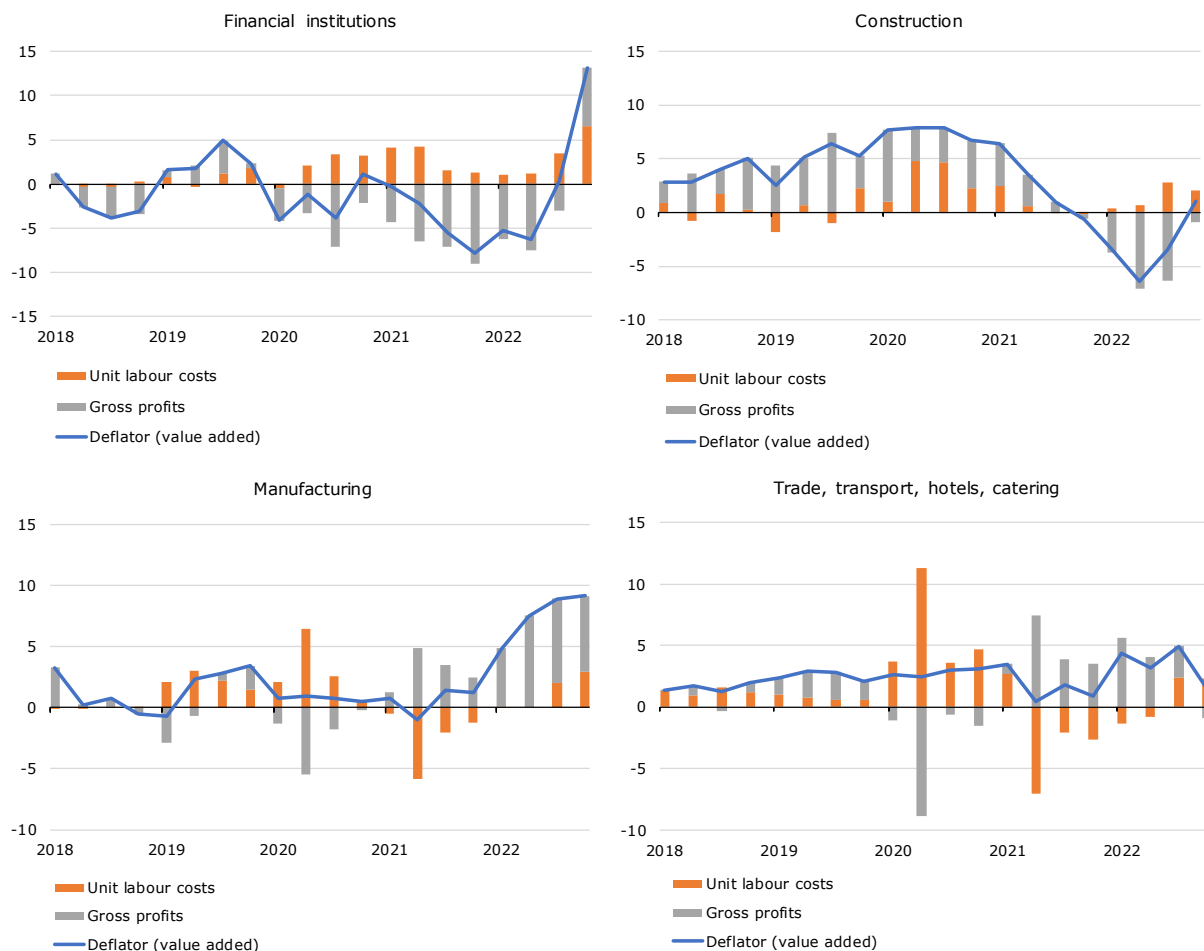 Financial institutions
15
10
5
0
-5
-10
-15
2018 2019 2020 2021 2022
Unit labour costs
Gross profits
Deflator (value added)
Construction
15
10
5
0
-5
-10
2018 2019 2020 2021 2022
Unit labour costs
Gross profits
Deflator (value added)
Manufacturing
15
10
5
0
-5
-10
2018 2019 2020 2021 2022
Unit labour costs
Gross profits
Deflator (value added)
Trade, transport, hotels, catering
15
10
5
0
-5
-10
2018 2019 2020 2021 2022
Unit labour costs
Gross profits
Deflator (value added)